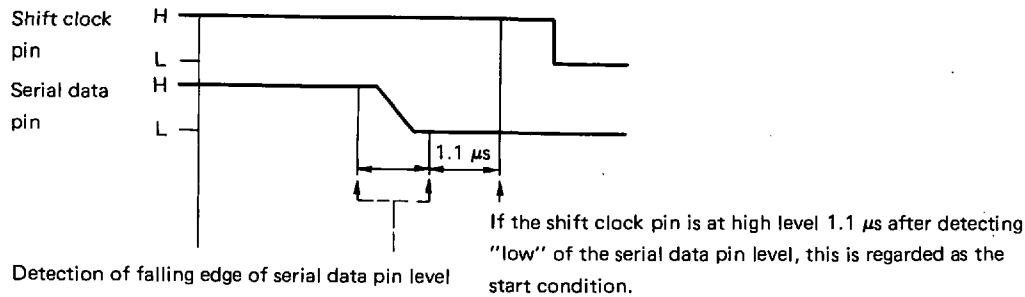 Shift clock H
pin L
Serial data H
pin L
1.1 µs
If the shift clock pin is at high level 1.1 µs after detecting
"low" of the serial data pin level, this is regarded as the
start condition.
Detection of falling edge of serial data pin level